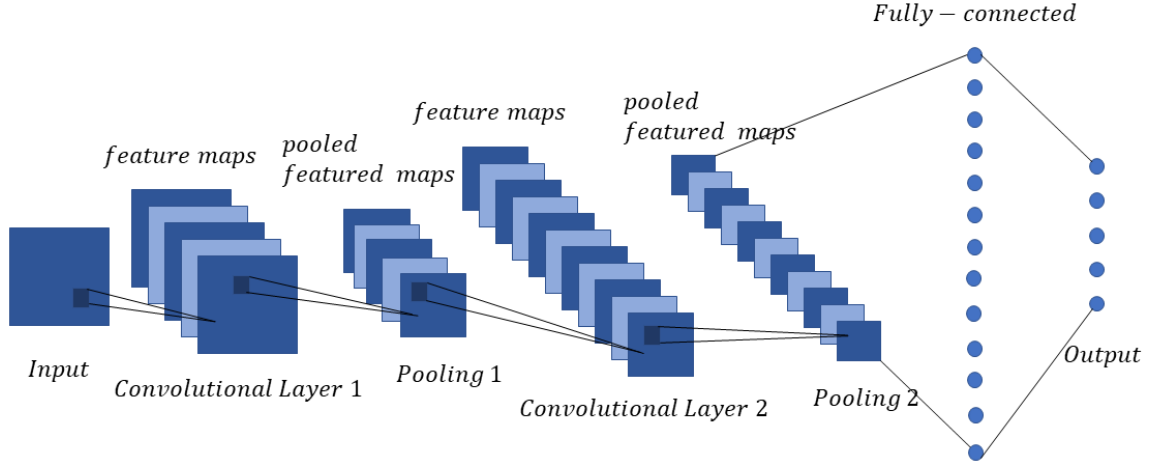 Fully − connected
feature maps
pooled
featured maps
feature maps
pooled
featured maps
Input
Convolutional Layer 1
Pooling 1
Convolutional Layer 2
Pooling 2
Output